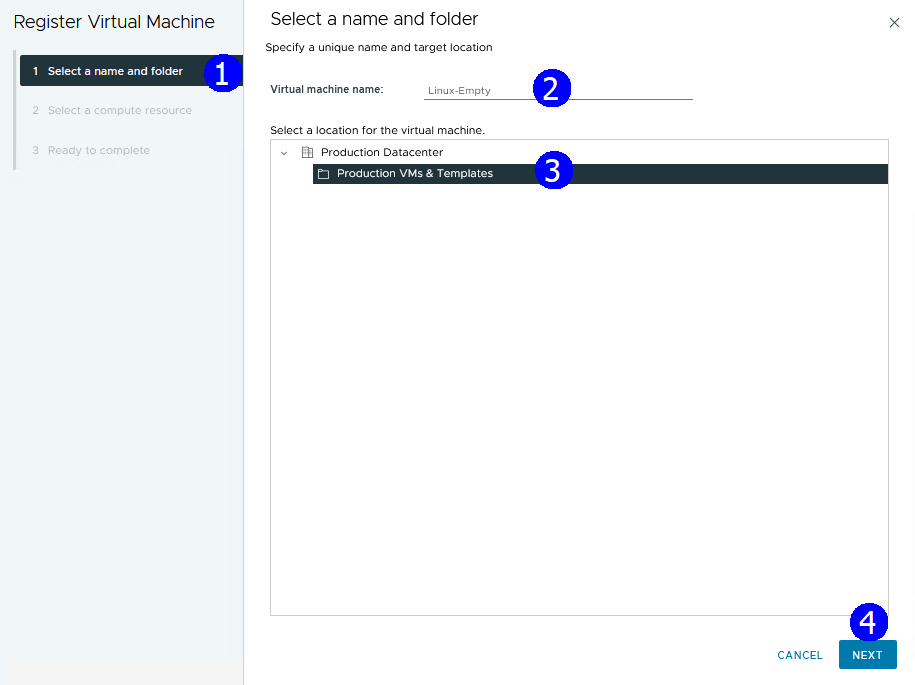 Register Virtual Machine
1 Select a name and folder
1
2 Select a compute resource
3 Ready to complete
Select a name and folder
Specify a unique name and target location
Virtual machine name: Linux-Empty
2
Select a location for the virtual machine.
Production Datacenter
Production VMs & Templates
3
4
CANCEL NEXT